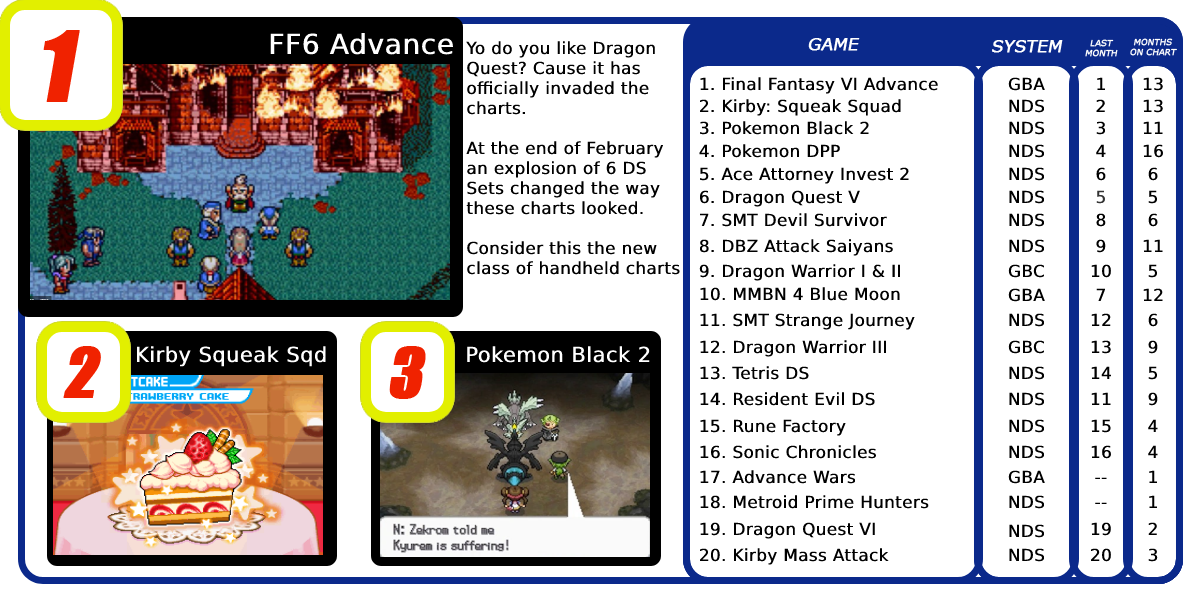 1
FF6 Advance
Yo do you like Dragon
Quest? Cause it has
officially invaded the
charts.
At the end of February
an explosion of 6 DS
Sets changed the way
these charts looked.
Consider this the new
class of handheld charts
2
Kirby Squeak Sqd
TCAKE
RAWBERRY CAKE
3
Pokemon Black 2
N: Zekrom told me
Kyurem is suffering!
GAME SYSTEM LAST MONTH MONTHS ON CHART
1. Final Fantasy VI Advance GBA 1 13
2. Kirby: Squeak Squad NDS 2 13
3. Pokemon Black 2 NDS 3 11
4. Pokemon DPP NDS 4 16
5. Ace Attorney Invest 2 NDS 6 6
6. Dragon Quest V NDS 5 5
7. SMT Devil Survivor NDS 8 6
8. DBZ Attack Saiyans NDS 9 11
9. Dragon Warrior I & II GBC 10 5
10. MMBN 4 Blue Moon GBA 7 12
11. SMT Strange Journey NDS 12 6
12. Dragon Warrior III GBC 13 9
13. Tetris DS NDS 14 5
14. Resident Evil DS NDS 11 9
15. Rune Factory NDS 15 4
16. Sonic Chronicles NDS 16 4
17. Advance Wars GBA -- 1
18. Metroid Prime Hunters NDS -- 1
19. Dragon Quest VI NDS 19 2
20. Kirby Mass Attack NDS 20 3